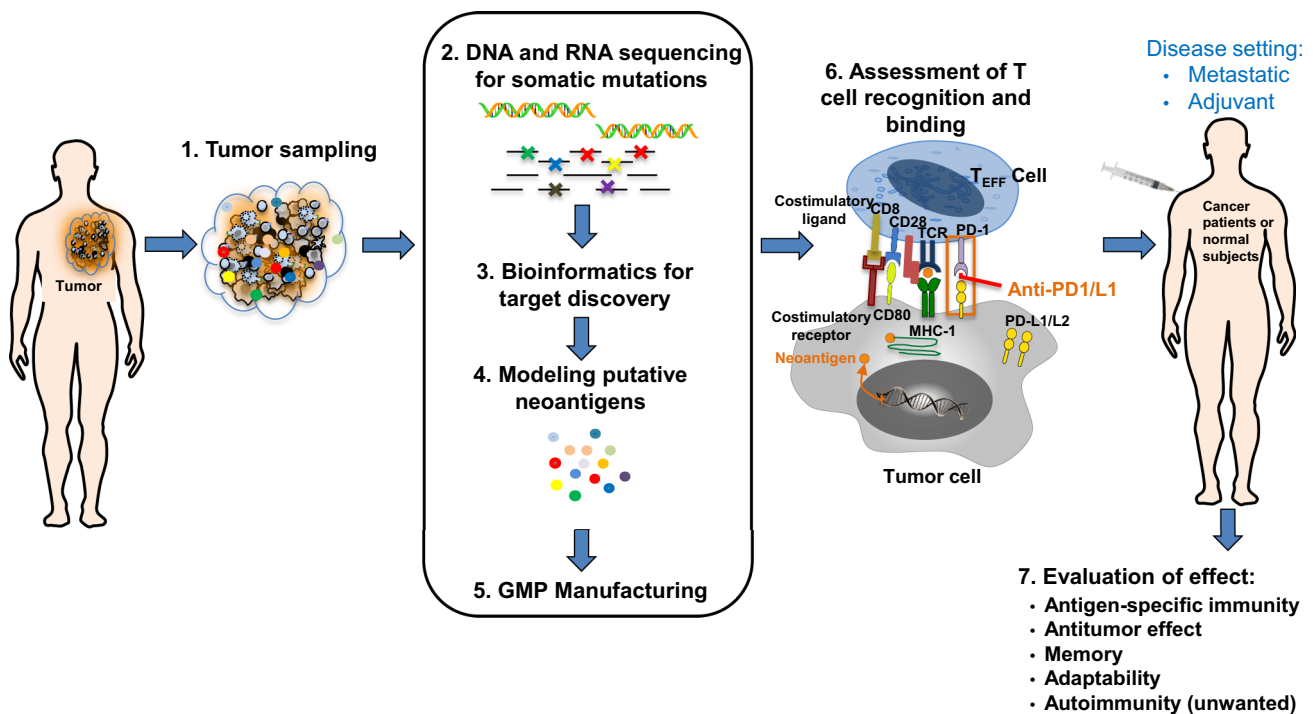 Tumor
1. Tumor sampling
2. DNA and RNA sequencing
for somatic mutations
3. Bioinformatics for
target discovery
4. Modeling putative
neoantigens
5. GMP Manufacturing
6. Assessment of T
cell recognition and
binding
TEFF Cell
Costimulatory
ligand
CD8
CD28
TCR
PD-1
Anti-PD1/L1
Costimulatory
receptor
CD80
MHC-1
PD-L1/L2
Neoantigen
Tumor cell
Disease setting:
• Metastatic
• Adjuvant
Cancer
patients or
normal
subjects
7. Evaluation of effect:
• Antigen-specific immunity
• Antitumor effect
• Memory
• Adaptability
• Autoimmunity (unwanted)